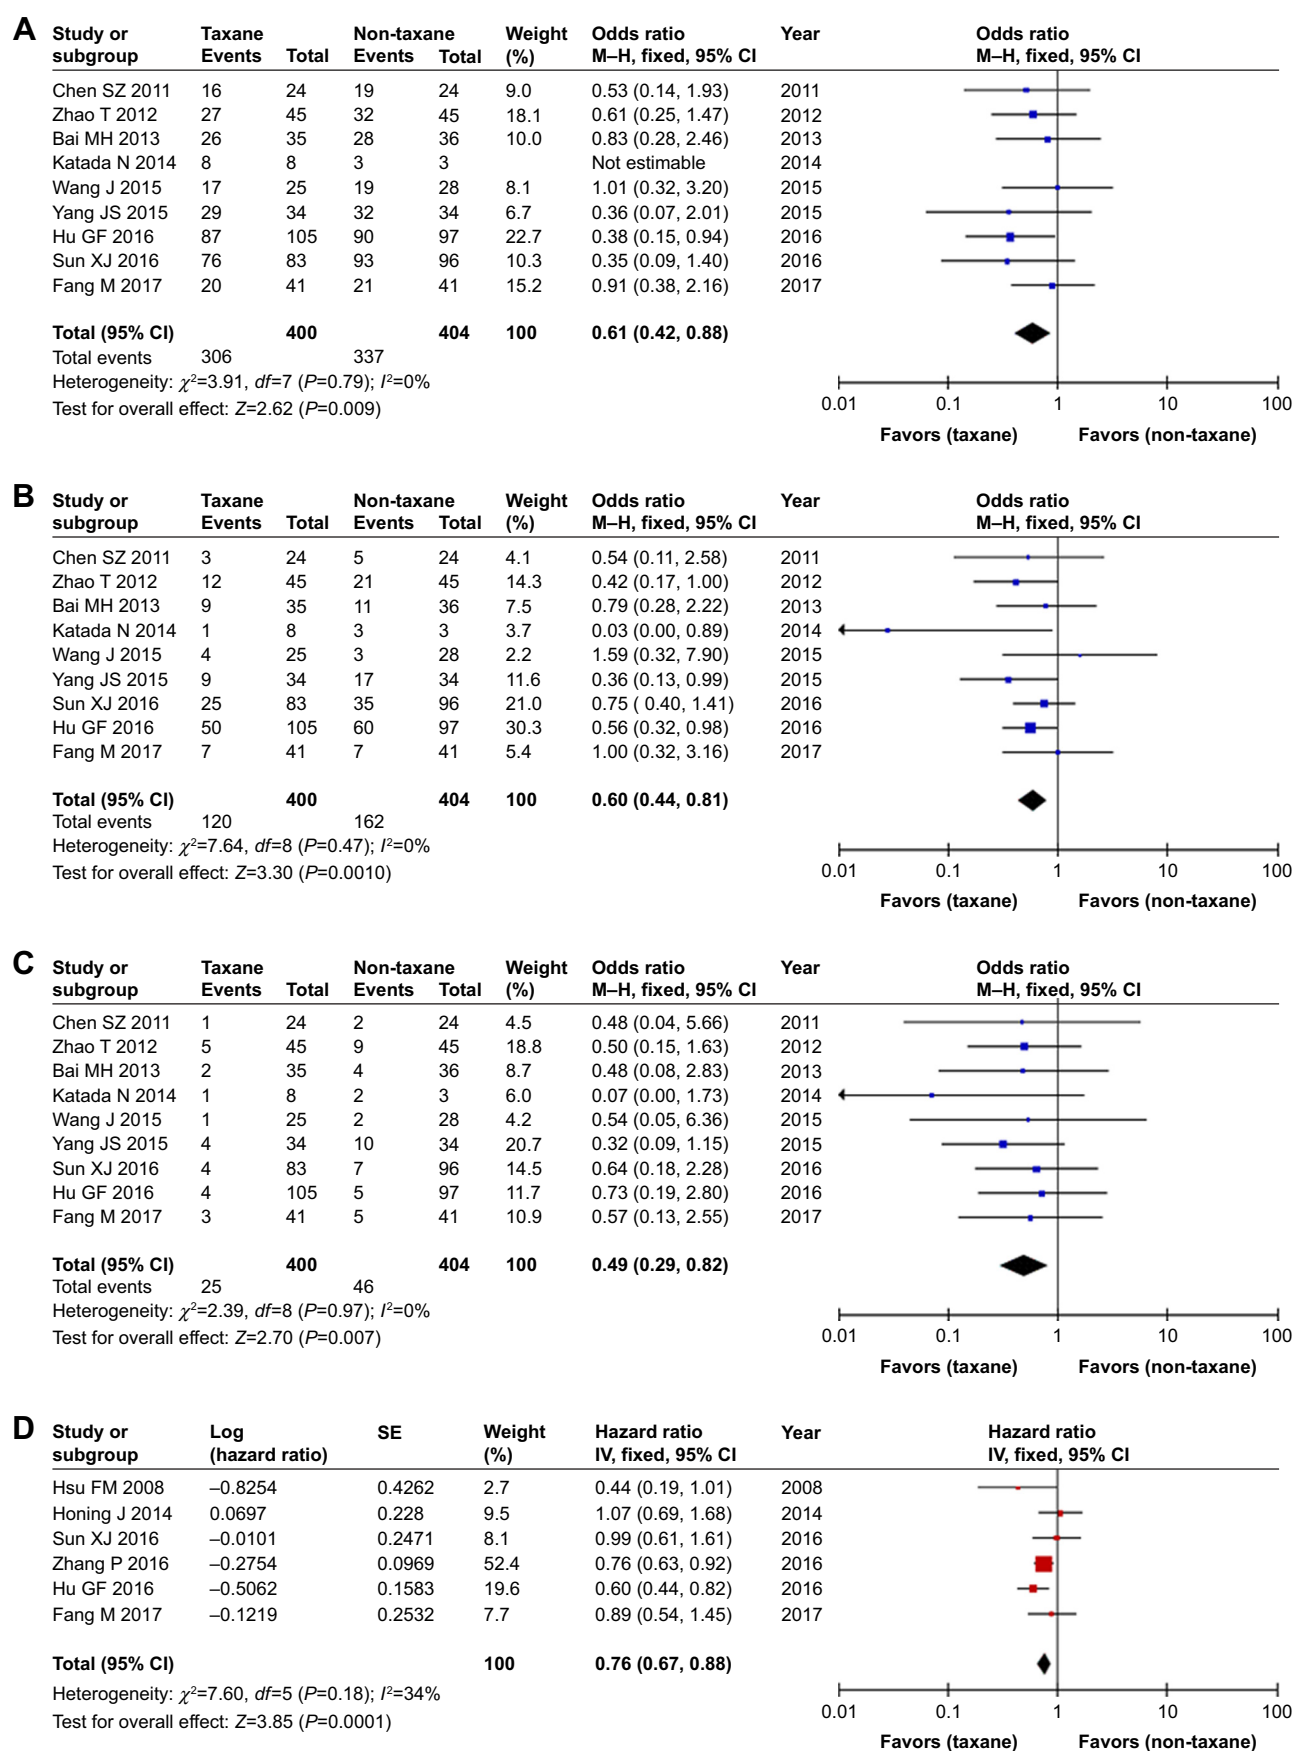 A Study or Taxane Non-taxane Weight Odds ratio Year Odds ratio
subgroup Events Total Events Total (%) M–H, fixed, 95% CI M–H, fixed, 95% CI
Chen SZ 2011 16 24 19 24 9.0 0.53 (0.14, 1.93) 2011
Zhao T 2012 27 45 32 45 18.1 0.61 (0.25, 1.47) 2012
Bai MH 2013 26 35 28 36 10.0 0.83 (0.28, 2.46) 2013
Katada N 2014 8 8 3 3 Not estimable 2014
Wang J 2015 17 25 19 28 8.1 1.01 (0.32, 3.20) 2015
Yang JS 2015 29 34 32 34 6.7 0.36 (0.07, 2.01) 2015
Hu GF 2016 87 105 90 97 22.7 0.38 (0.15, 0.94) 2016
Sun XJ 2016 76 83 93 96 10.3 0.35 (0.09, 1.40) 2016
Fang M 2017 20 41 21 41 15.2 0.91 (0.38, 2.16) 2017
Total (95% CI) 400 404 100 0.61 (0.42, 0.88)
Total events 306 337
Heterogeneity: χ²=3.91, df=7 (P=0.79); I²=0%
Test for overall effect: Z=2.62 (P=0.009)
0.01 0.1 1 10 100
Favors (taxane) Favors (non-taxane)
B Study or Taxane Non-taxane Weight Odds ratio Year Odds ratio
subgroup Events Total Events Total (%) M–H, fixed, 95% CI M–H, fixed, 95% CI
Chen SZ 2011 3 24 5 24 4.1 0.54 (0.11, 2.58) 2011
Zhao T 2012 12 45 21 45 14.3 0.42 (0.17, 1.00) 2012
Bai MH 2013 9 35 11 36 7.5 0.79 (0.28, 2.22) 2013
Katada N 2014 1 8 3 3 3.7 0.03 (0.00, 0.89) 2014
Wang J 2015 4 25 3 28 2.2 1.59 (0.32, 7.90) 2015
Yang JS 2015 9 34 17 34 11.6 0.36 (0.13, 0.99) 2015
Sun XJ 2016 25 83 35 96 21.0 0.75 ( 0.40, 1.41) 2016
Hu GF 2016 50 105 60 97 30.3 0.56 (0.32, 0.98) 2016
Fang M 2017 7 41 7 41 5.4 1.00 (0.32, 3.16) 2017
Total (95% CI) 400 404 100 0.60 (0.44, 0.81)
Total events 120 162
Heterogeneity: χ²=7.64, df=8 (P=0.47); I²=0%
Test for overall effect: Z=3.30 (P=0.0010)
0.01 0.1 1 10 100
Favors (taxane) Favors (non-taxane)
C Study or Taxane Non-taxane Weight Odds ratio Year Odds ratio
subgroup Events Total Events Total (%) M–H, fixed, 95% CI M–H, fixed, 95% CI
Chen SZ 2011 1 24 2 24 4.5 0.48 (0.04, 5.66) 2011
Zhao T 2012 5 45 9 45 18.8 0.50 (0.15, 1.63) 2012
Bai MH 2013 2 35 4 36 8.7 0.48 (0.08, 2.83) 2013
Katada N 2014 1 8 2 3 6.0 0.07 (0.00, 1.73) 2014
Wang J 2015 1 25 2 28 4.2 0.54 (0.05, 6.36) 2015
Yang JS 2015 4 34 10 34 20.7 0.32 (0.09, 1.15) 2015
Sun XJ 2016 4 83 7 96 14.5 0.64 (0.18, 2.28) 2016
Hu GF 2016 4 105 5 97 11.7 0.73 (0.19, 2.80) 2016
Fang M 2017 3 41 5 41 10.9 0.57 (0.13, 2.55) 2017
Total (95% CI) 400 404 100 0.49 (0.29, 0.82)
Total events 25 46
Heterogeneity: χ²=2.39, df=8 (P=0.97); I²=0%
Test for overall effect: Z=2.70 (P=0.007)
0.01 0.1 1 10 100
Favors (taxane) Favors (non-taxane)
D Study or Log SE Weight Hazard ratio Year Hazard ratio
subgroup (hazard ratio) (%) IV, fixed, 95% CI IV, fixed, 95% CI
Hsu FM 2008 –0.8254 0.4262 2.7 0.44 (0.19, 1.01) 2008
Honing J 2014 0.0697 0.228 9.5 1.07 (0.69, 1.68) 2014
Sun XJ 2016 –0.0101 0.2471 8.1 0.99 (0.61, 1.61) 2016
Zhang P 2016 –0.2754 0.0969 52.4 0.76 (0.63, 0.92) 2016
Hu GF 2016 –0.5062 0.1583 19.6 0.60 (0.44, 0.82) 2016
Fang M 2017 –0.1219 0.2532 7.7 0.89 (0.54, 1.45) 2017
Total (95% CI) 100 0.76 (0.67, 0.88)
Heterogeneity: χ²=7.60, df=5 (P=0.18); I²=34%
Test for overall effect: Z=3.85 (P=0.0001)
0.01 0.1 1 10 100
Favors (taxane) Favors (non-taxane)